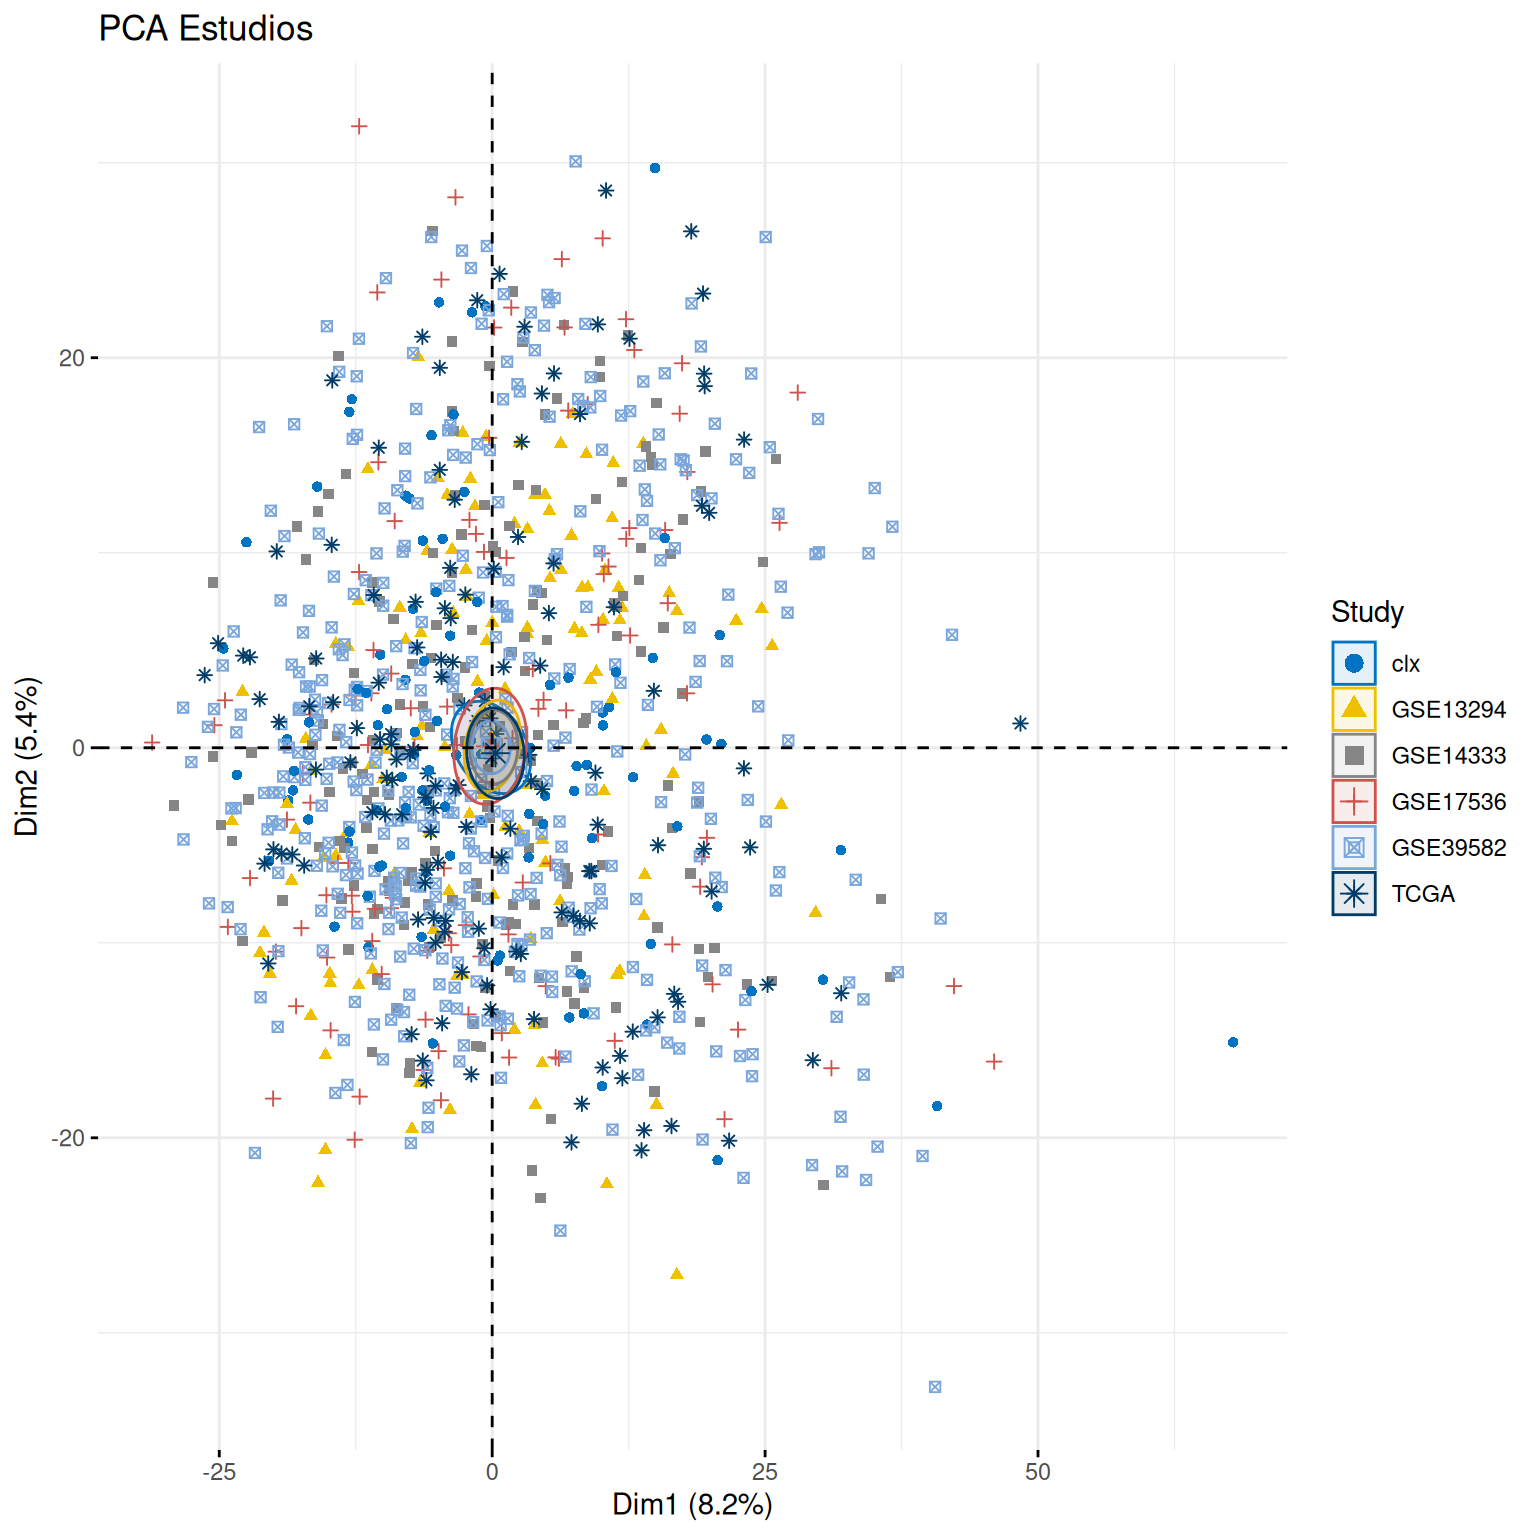 PCA Estudios
Dim2 (5.4%)
20
0
-20
-25
0
25
50
Dim1 (8.2%)
Study
clx
GSE13294
GSE14333
GSE17536
GSE39582
TCGA